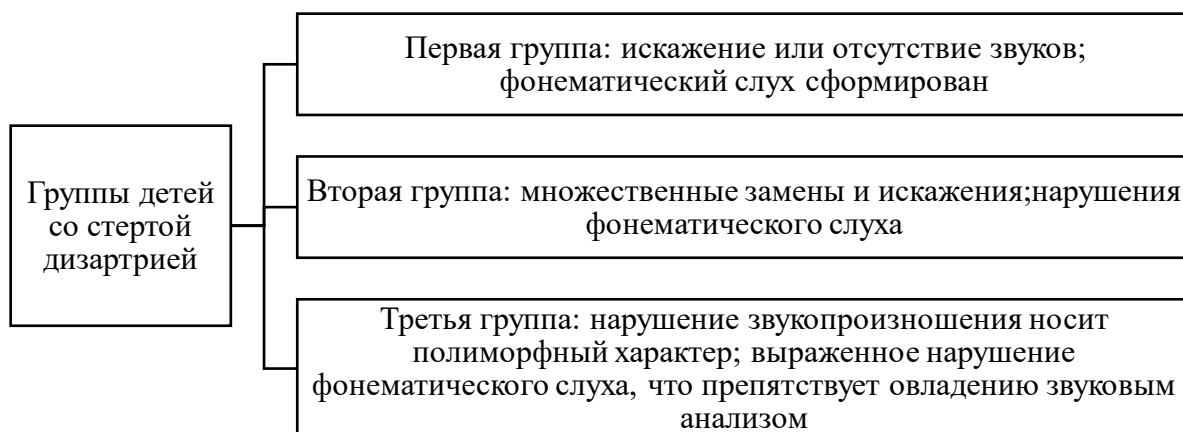 Группы детей
со стертой
дизартрией
Первая группа: искажение или отсутствие звуков;
фонематический слух сформирован
Вторая группа: множественные замены и искажения;нарушения
фонематического слуха
Третья группа: нарушение звукопроизношения носит
полиморфный характер; выраженное нарушение
фонематического слуха, что препятствует овладению звуковым
анализом